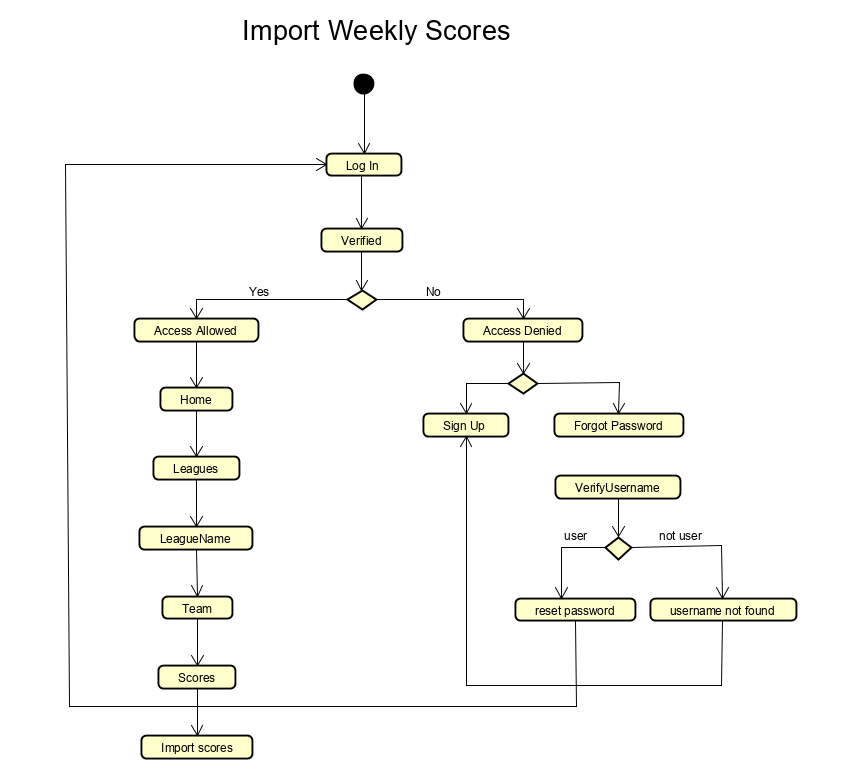 Import Weekly Scores
Log In
Verified
Yes
No
Access Allowed
Access Denied
Home
Sign Up
Forgot Password
Leagues
VerifyUsername
LeagueName
user
not user
Team
reset password
username not found
Scores
Import scores